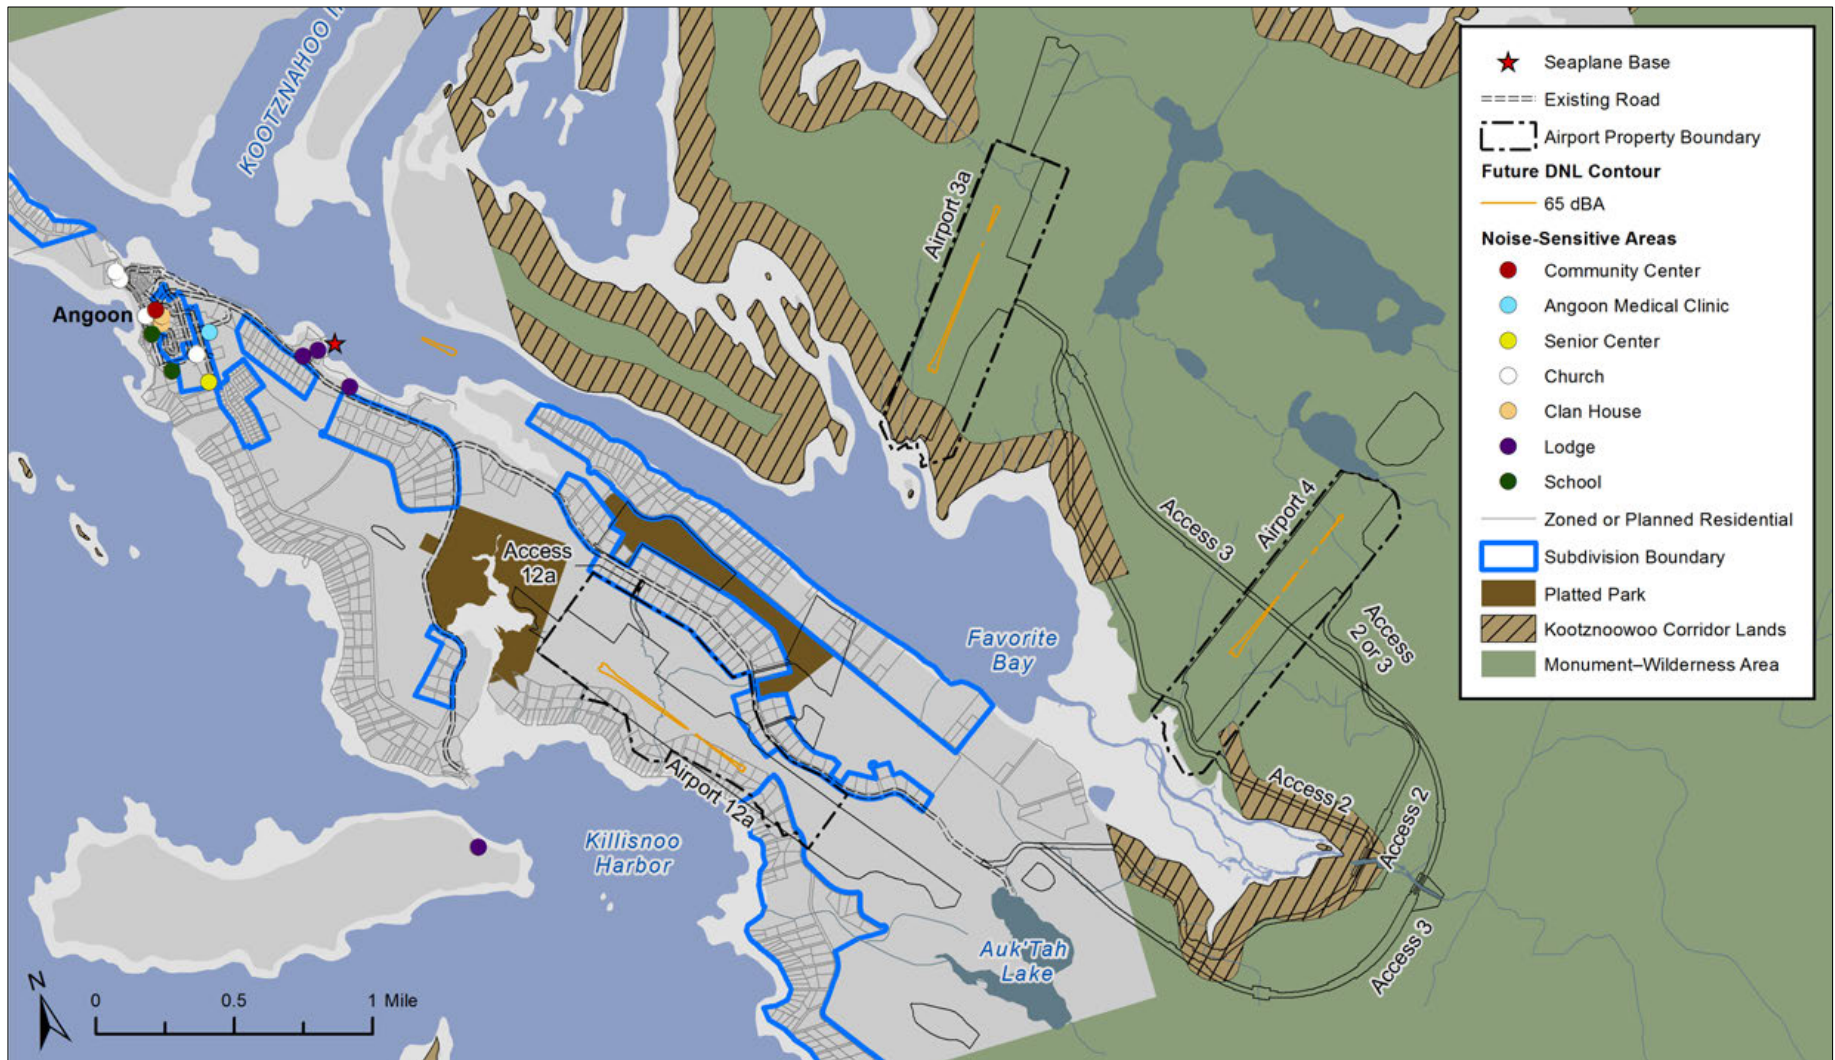 KOOTZNAHOO
Angoon
Airport 3a
Access 3
Airport 4
Access
2 or 3
Access
12a
Favorite
Bay
Airport 12a
Killisnoo
Harbor
Access 2
Access 2
Access 3
Auk'Tah
Lake
N
0 0.5 1 Mile
Seaplane Base
Existing Road
Airport Property Boundary
Future DNL Contour
65 dBA
Noise-Sensitive Areas
Community Center
Angoon Medical Clinic
Senior Center
Church
Clan House
Lodge
School
Zoned or Planned Residential
Subdivision Boundary
Platted Park
Kootznoowoo Corridor Lands
Monument–Wilderness Area